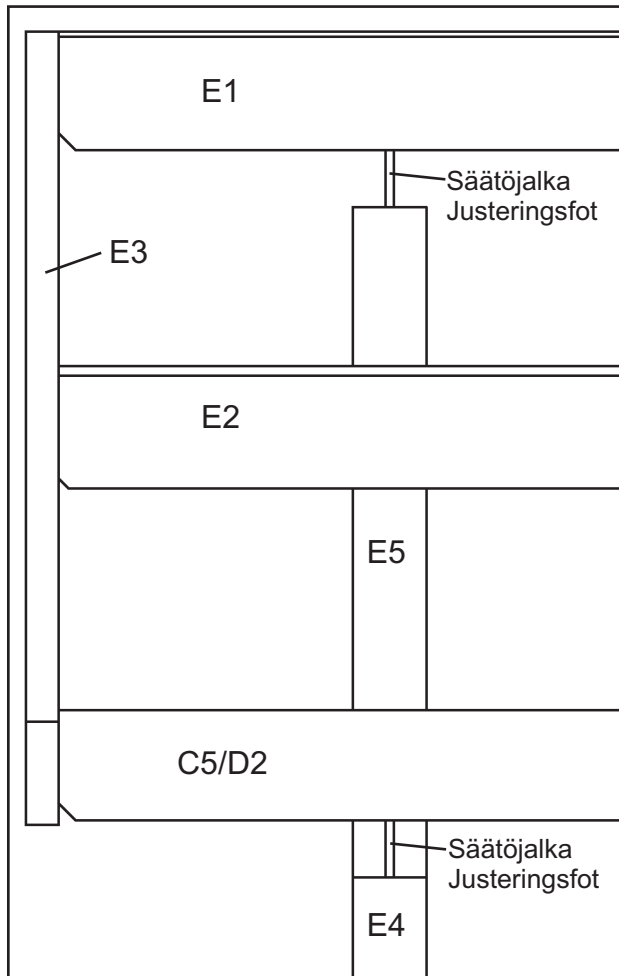 E1
Säätöjalka
Justeringsfot
E3
E2
E5
C5/D2
Säätöjalka
Justeringsfot
E4